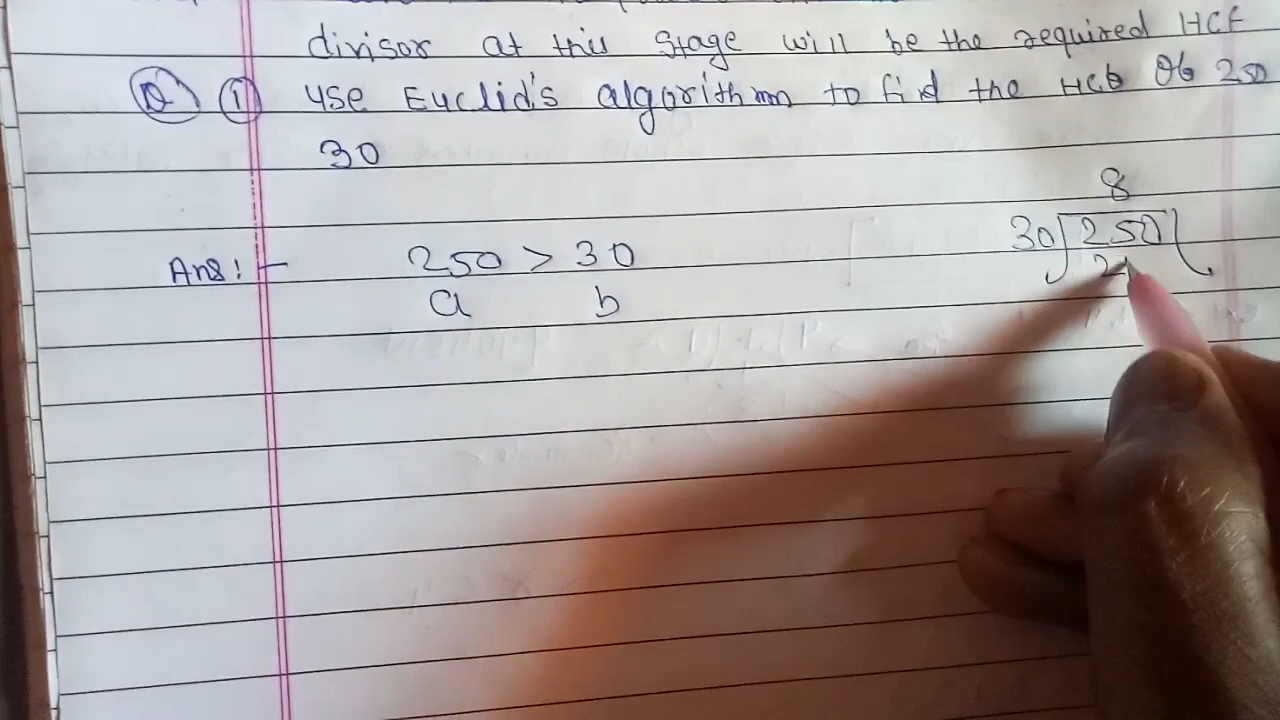 divisor at this stage will be the required HCF
Q 1 use Euclid's algorithm to find the HCF Of 250
30
8
30)250(
24
Ans:- 250 > 30
a b